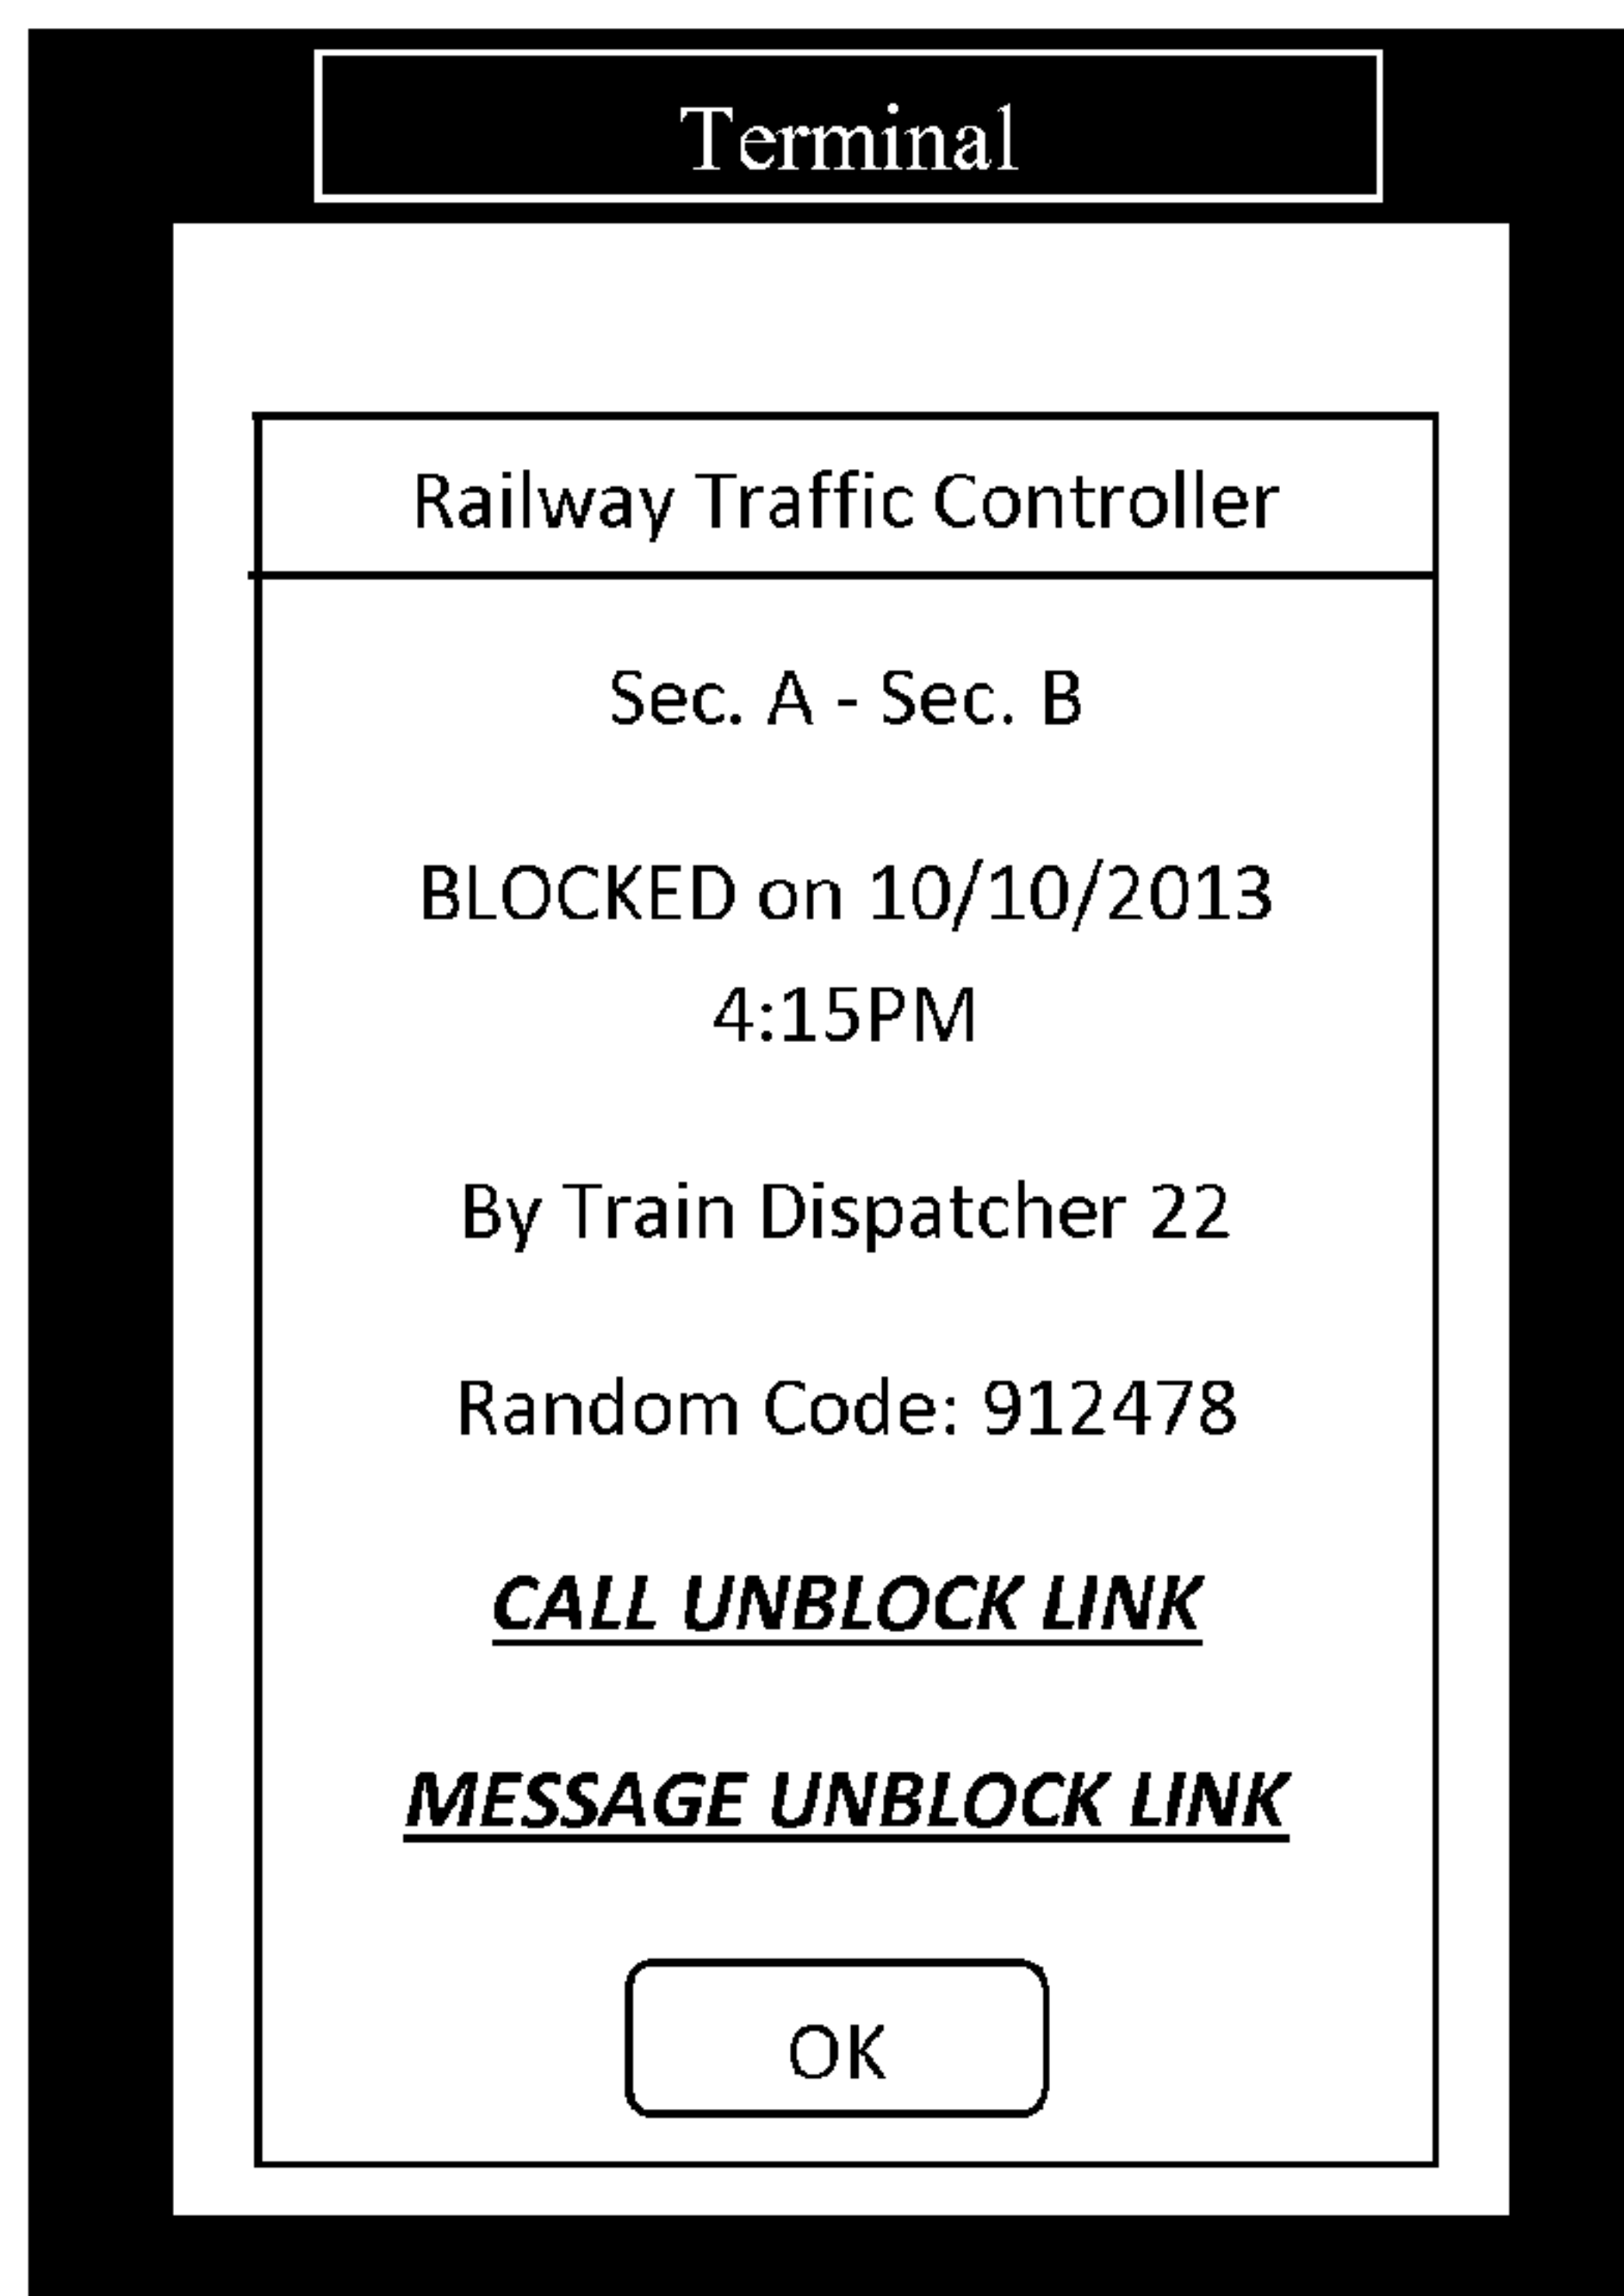 Terminal
Railway Traffic Controller
Sec. A - Sec. B
BLOCKED on 10/10/2013
4:15PM
By Train Dispatcher 22
Random Code: 912478
CALL UNBLOCK LINK
MESSAGE UNBLOCK LINK
OK